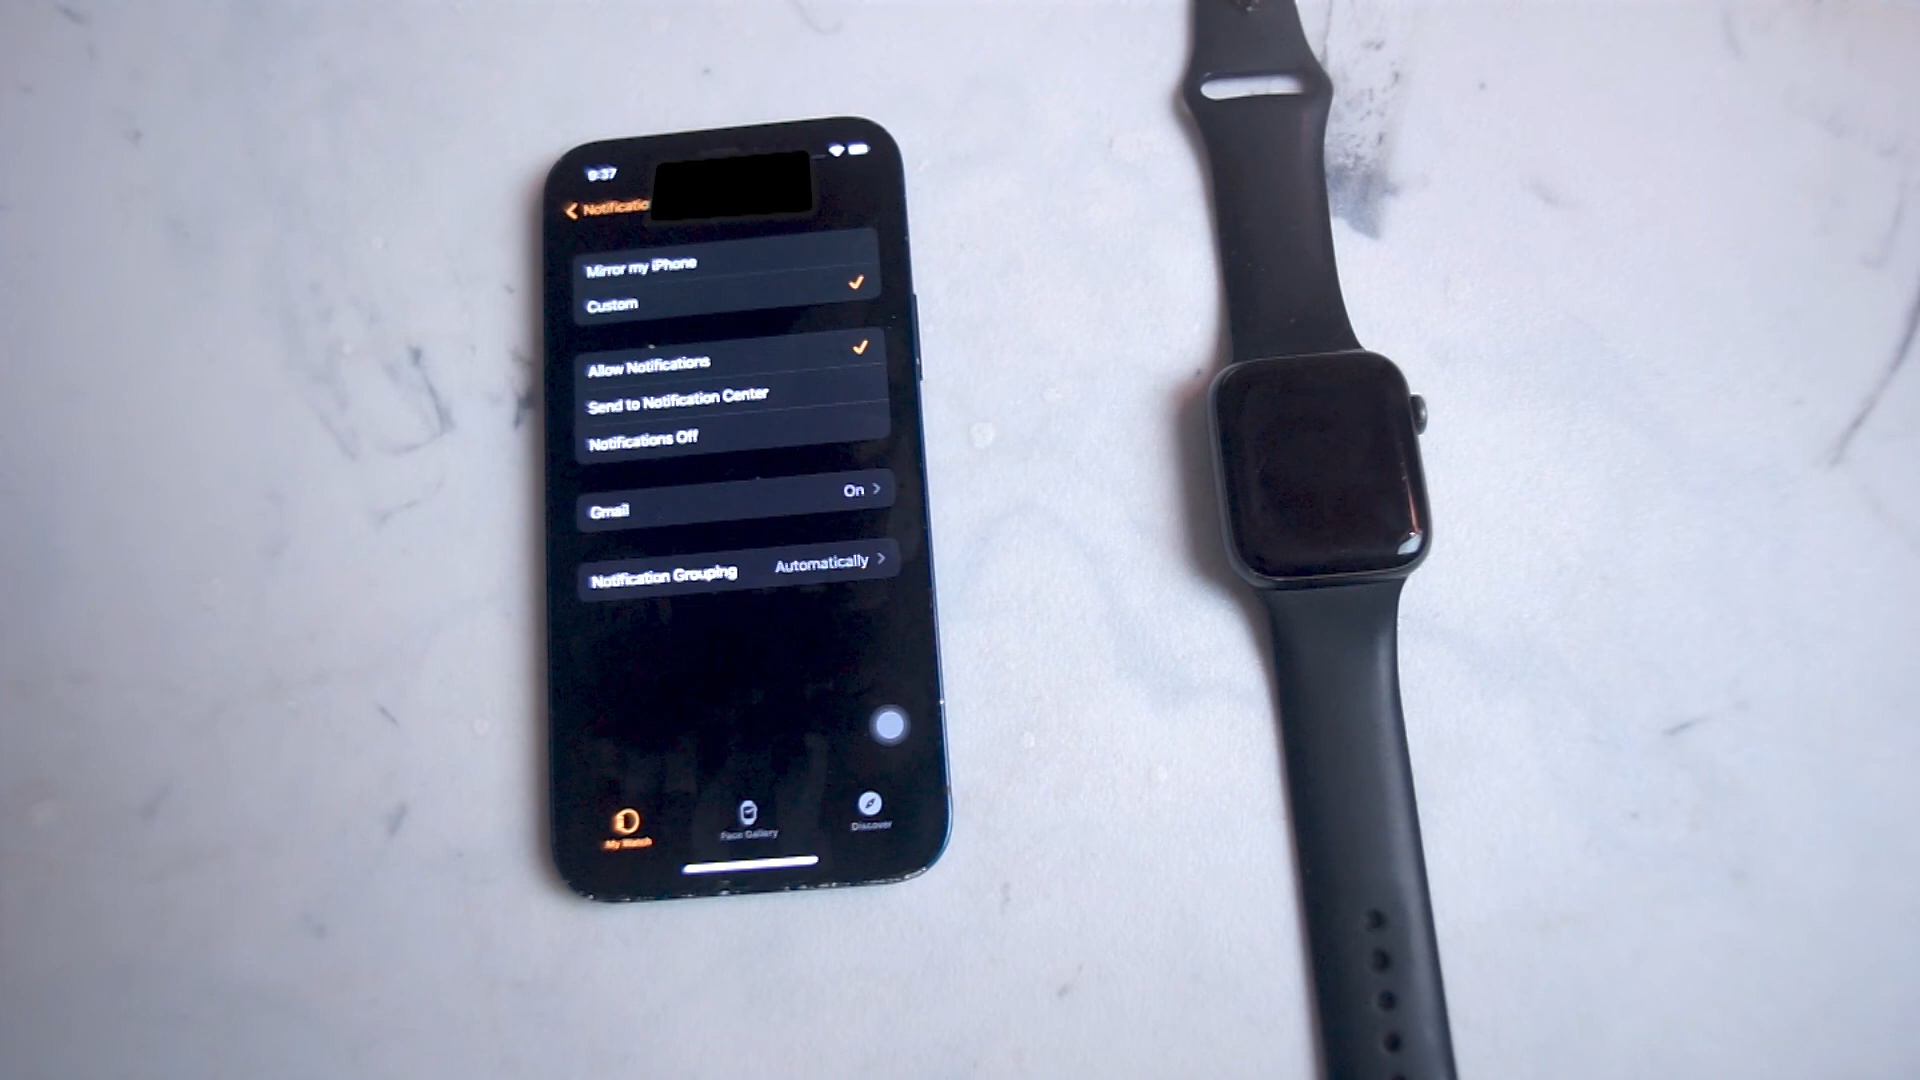 9:37
Notificatio
Mirror my iPhone
Custom
Allow Notifications
Send to Notification Center
Notifications Off
Gmail On
Notification Grouping Automatically
My Watch Face Gallery Discover